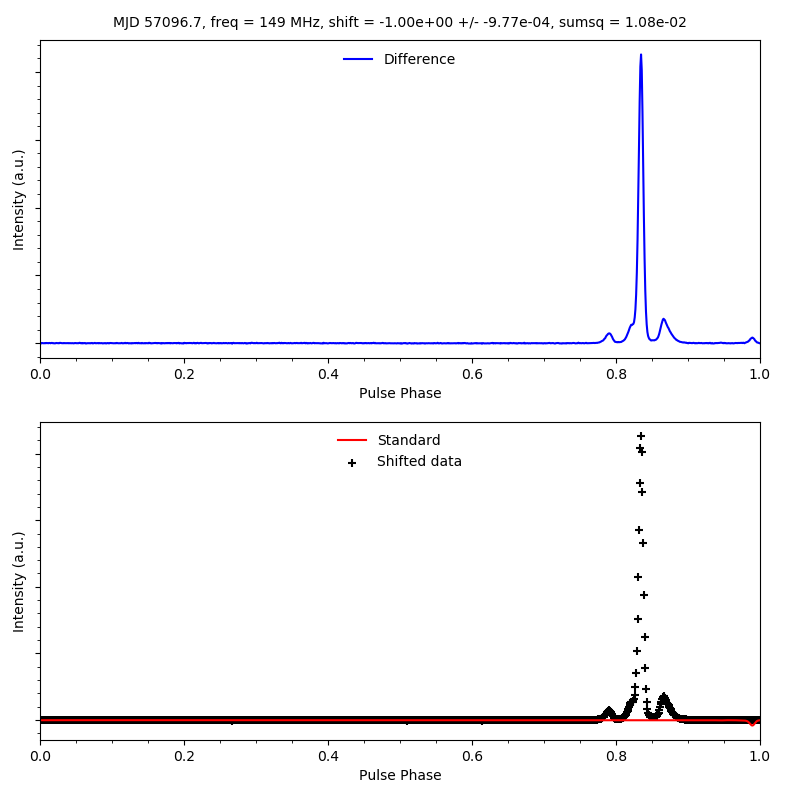 MJD 57096.7, freq = 149 MHz, shift = -1.00e+00 +/- -9.77e-04, sumsq = 1.08e-02
Difference
Intensity (a.u.)
0.0 0.2 0.4 0.6 0.8 1.0
Pulse Phase
Standard
Shifted data
Intensity (a.u.)
0.0 0.2 0.4 0.6 0.8 1.0
Pulse Phase